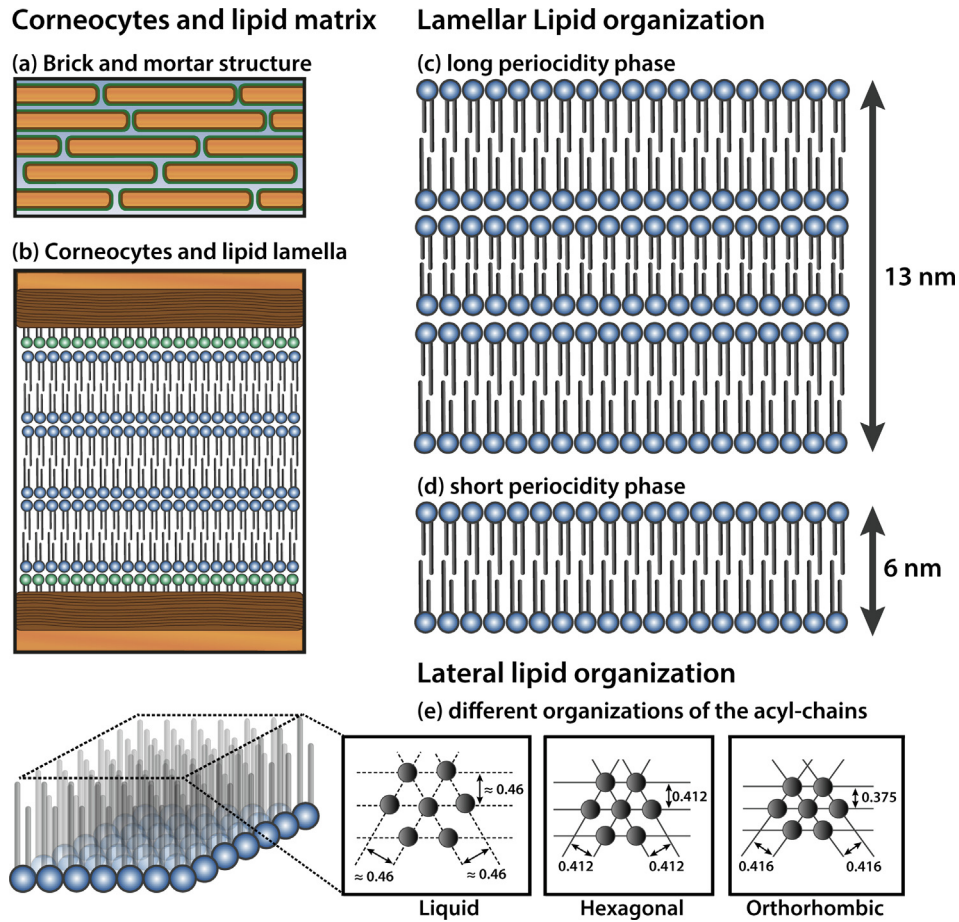 Corneocytes and lipid matrix
(a) Brick and mortar structure
(b) Corneocytes and lipid lamella
Lamellar Lipid organization
(c) long periocidity phase
13 nm
(d) short periocidity phase
6 nm
Lateral lipid organization
(e) different organizations of the acyl-chains
≈ 0.46
≈ 0.46
≈ 0.46
Liquid
0.412
0.412
0.412
Hexagonal
0.375
0.416
0.416
Orthorhombic